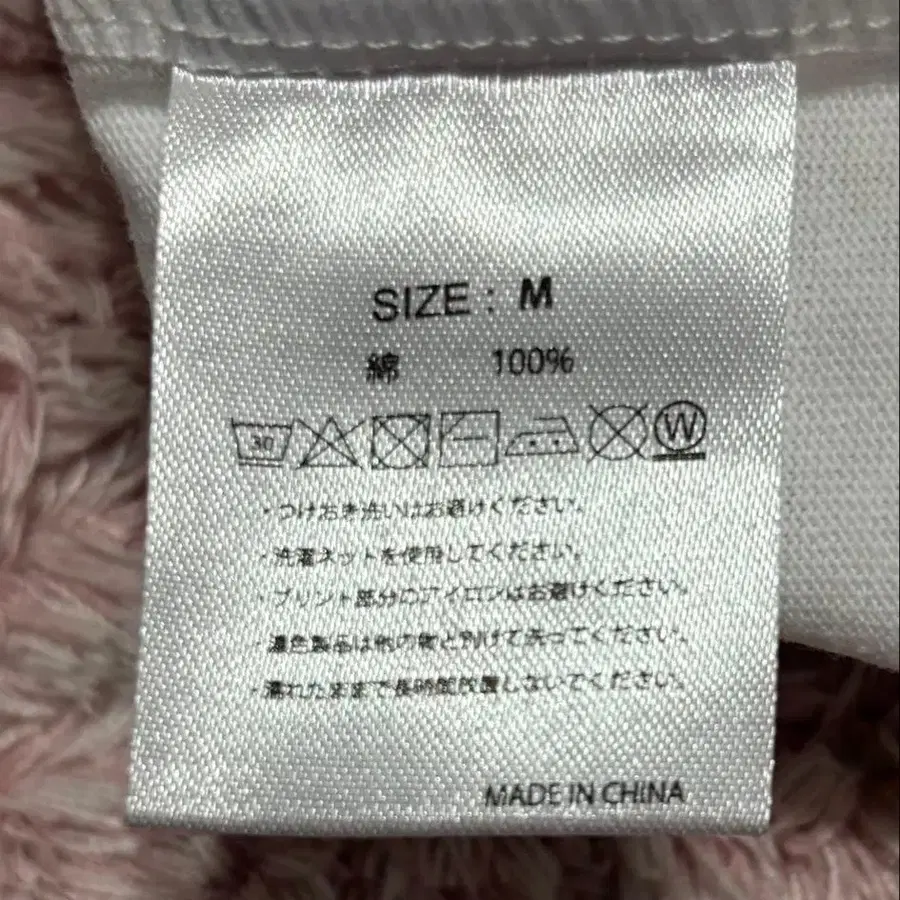 SIZE : M
綿 100%
30 W
・つけおき洗いはお避けください。
・洗濯ネットを使用してください。
・プリント部分のアイロンはお避けください。
・濃色製品は他の物と別けて洗ってください。
・濡れたままで長時間放置しないでください。
MADE IN CHINA